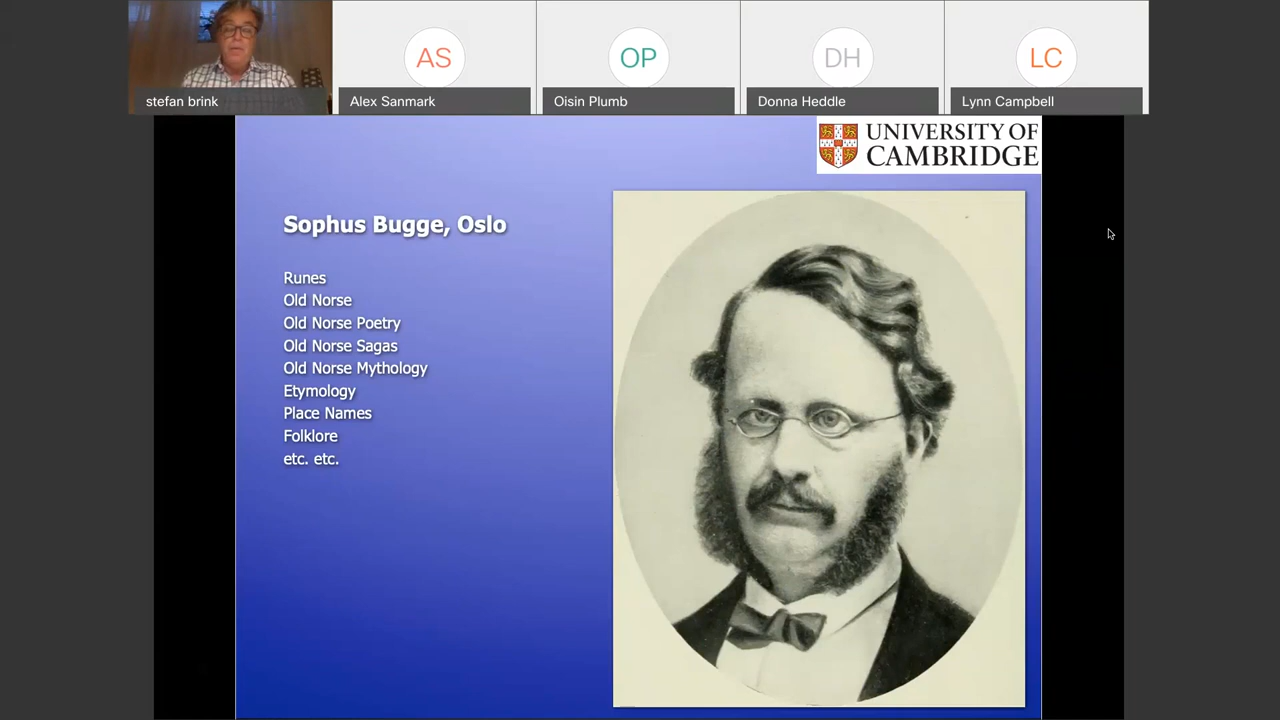 stefan brink
AS
Alex Sanmark
OP
Oisin Plumb
DH
Donna Heddle
LC
Lynn Campbell
UNIVERSITY OF
CAMBRIDGE
Sophus Bugge, Oslo
Runes
Old Norse
Old Norse Poetry
Old Norse Sagas
Old Norse Mythology
Etymology
Place Names
Folklore
etc. etc.